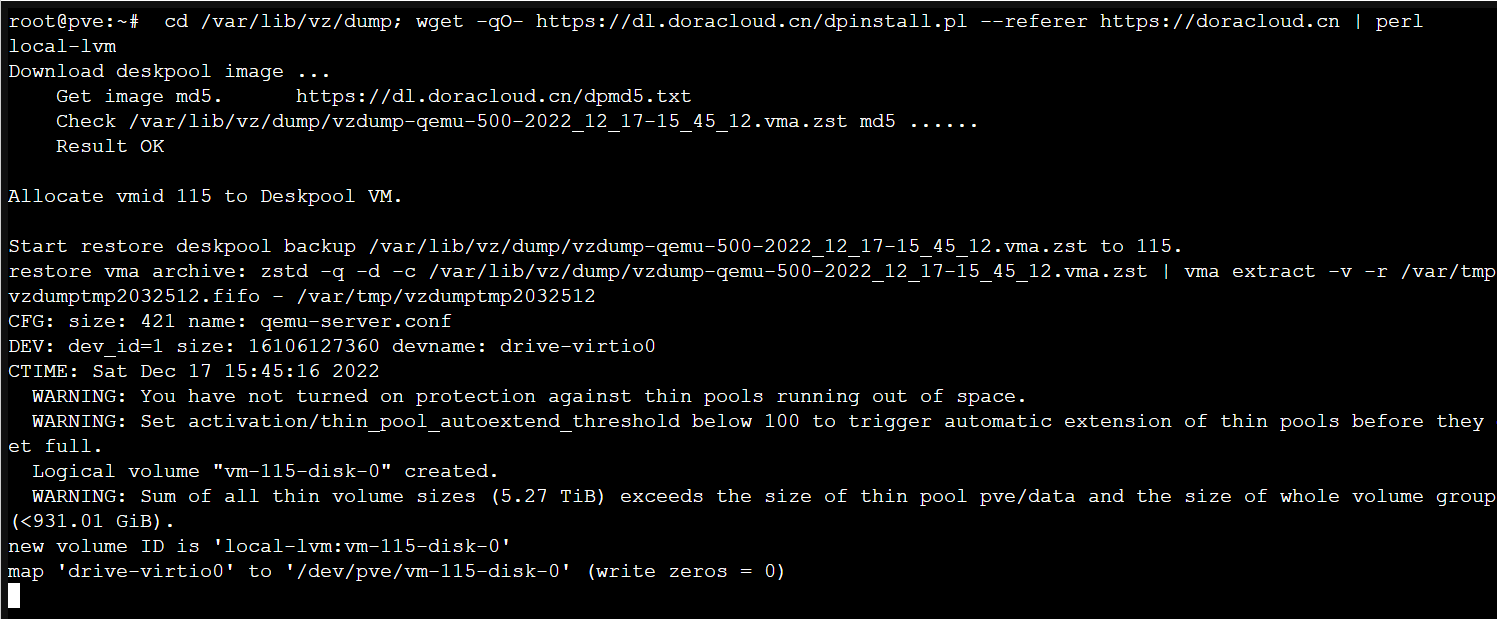 root@pve:~#  cd /var/lib/vz/dump; wget -qO- https://dl.doracloud.cn/dpinstall.pl --referer https://doracloud.cn | perl
local-lvm
Download deskpool image ...
    Get image md5.      https://dl.doracloud.cn/dpmd5.txt
    Check /var/lib/vz/dump/vzdump-qemu-500-2022_12_17-15_45_12.vma.zst md5 ......
    Result OK
Allocate vmid 115 to Deskpool VM.
Start restore deskpool backup /var/lib/vz/dump/vzdump-qemu-500-2022_12_17-15_45_12.vma.zst to 115.
restore vma archive: zstd -q -d -c /var/lib/vz/dump/vzdump-qemu-500-2022_12_17-15_45_12.vma.zst | vma extract -v -r /var/tmp
vzdumptmp2032512.fifo - /var/tmp/vzdumptmp2032512
CFG: size: 421 name: qemu-server.conf
DEV: dev_id=1 size: 16106127360 devname: drive-virtio0
CTIME: Sat Dec 17 15:45:16 2022
  WARNING: You have not turned on protection against thin pools running out of space.
  WARNING: Set activation/thin_pool_autoextend_threshold below 100 to trigger automatic extension of thin pools before they
et full.
  Logical volume "vm-115-disk-0" created.
  WARNING: Sum of all thin volume sizes (5.27 TiB) exceeds the size of thin pool pve/data and the size of whole volume group
(<931.01 GiB).
new volume ID is 'local-lvm:vm-115-disk-0'
map 'drive-virtio0' to '/dev/pve/vm-115-disk-0' (write zeros = 0)